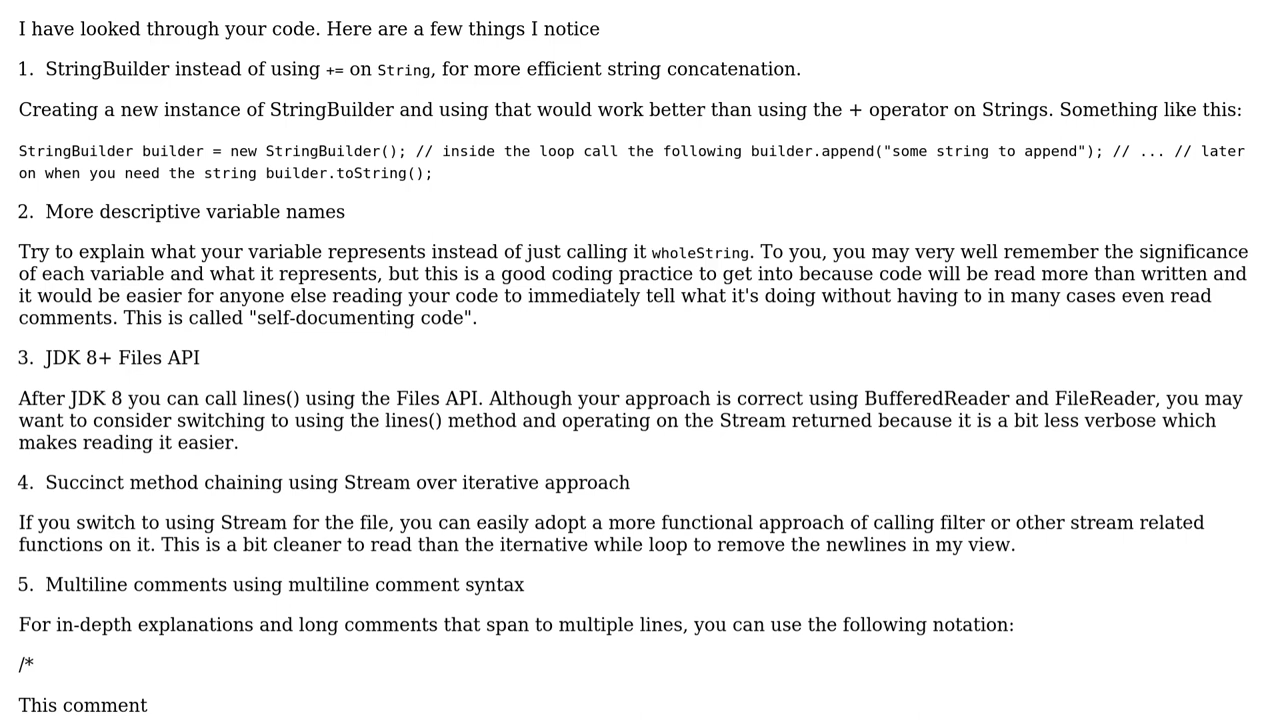 I have looked through your code. Here are a few things I notice
1. StringBuilder instead of using += on String, for more efficient string concatenation.
Creating a new instance of StringBuilder and using that would work better than using the + operator on Strings. Something like this:
StringBuilder builder = new StringBuilder(); // inside the loop call the following builder.append("some string to append"); // ... // later
on when you need the string builder.toString();
2. More descriptive variable names
Try to explain what your variable represents instead of just calling it wholeString. To you, you may very well remember the significance
of each variable and what it represents, but this is a good coding practice to get into because code will be read more than written and
it would be easier for anyone else reading your code to immediately tell what it's doing without having to in many cases even read
comments. This is called "self-documenting code".
3. JDK 8+ Files API
After JDK 8 you can call lines() using the Files API. Although your approach is correct using BufferedReader and FileReader, you may
want to consider switching to using the lines() method and operating on the Stream returned because it is a bit less verbose which
makes reading it easier.
4. Succinct method chaining using Stream over iterative approach
If you switch to using Stream for the file, you can easily adopt a more functional approach of calling filter or other stream related
functions on it. This is a bit cleaner to read than the iternative while loop to remove the newlines in my view.
5. Multiline comments using multiline comment syntax
For in-depth explanations and long comments that span to multiple lines, you can use the following notation:
/*
This comment